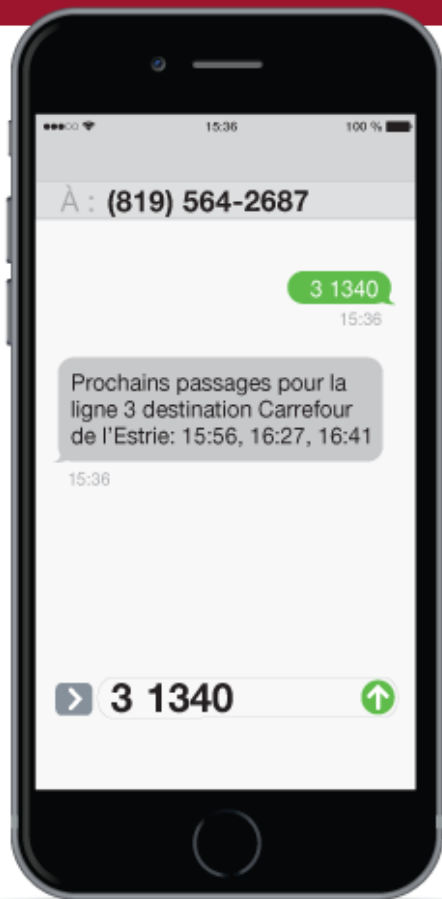 15:36
100 %
À : (819) 564-2687
3 1340
15:36
Prochains passages pour la
ligne 3 destination Carrefour
de l'Estrie: 15:56, 16:27, 16:41
15:36
3 1340